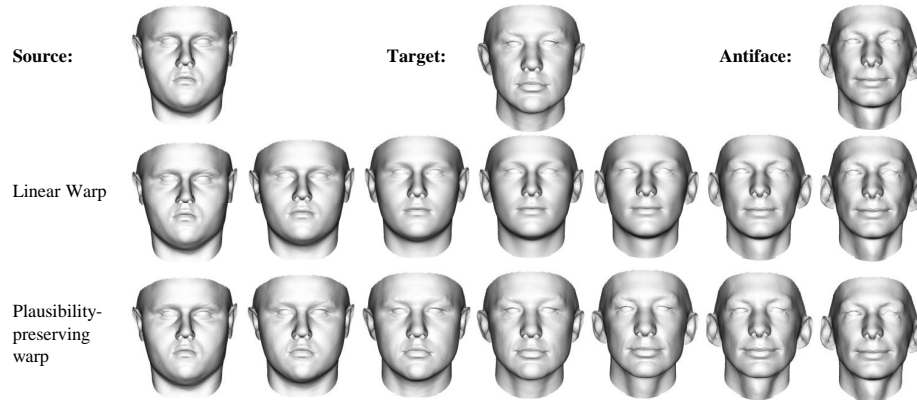 Source:
Target:
Antiface:
Linear Warp
Plausibility-
preserving
warp